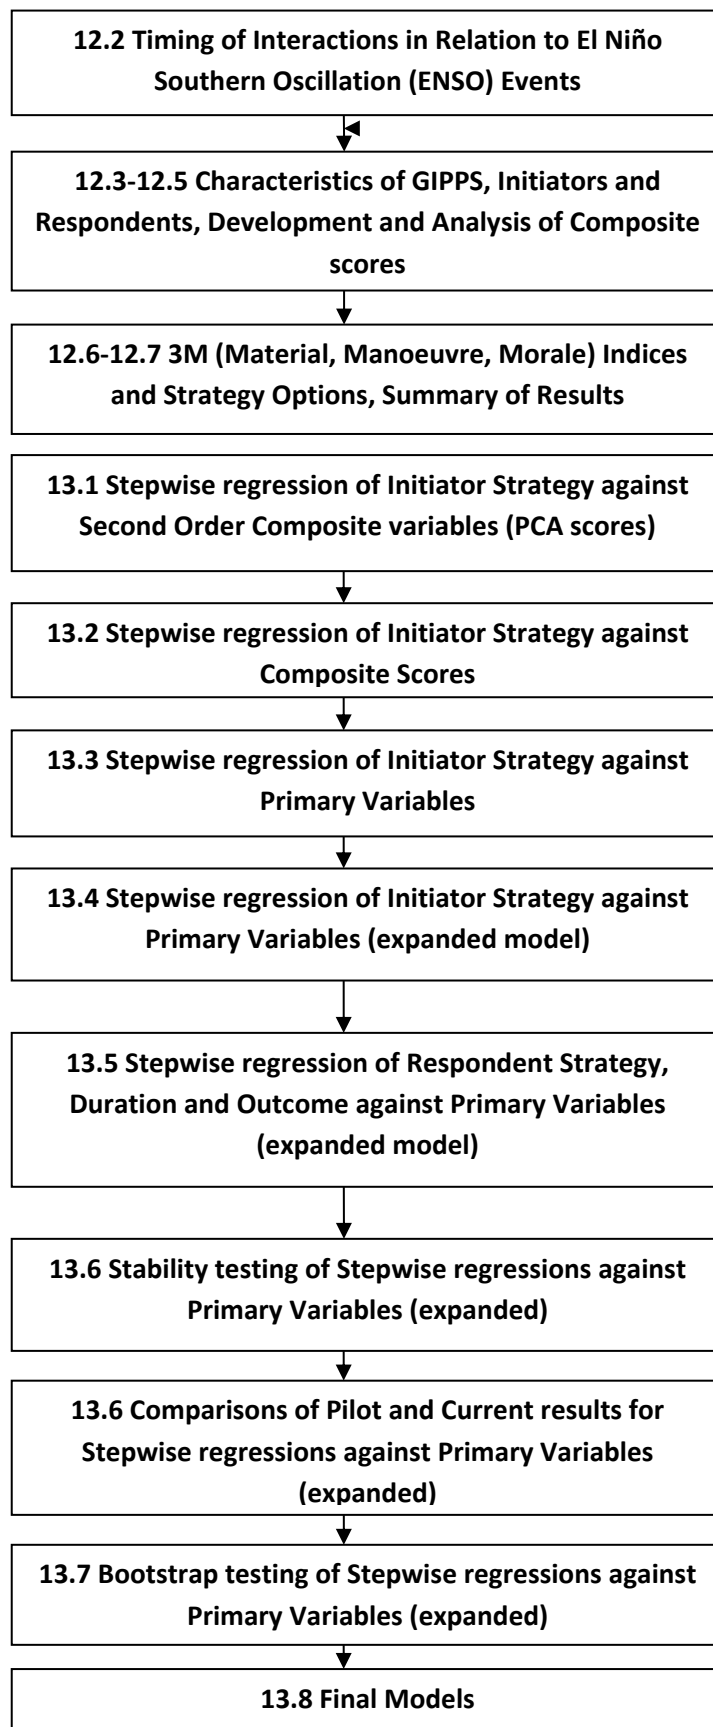 12.2 Timing of Interactions in Relation to El Niño
Southern Oscillation (ENSO) Events
12.3-12.5 Characteristics of GIPPS, Initiators and
Respondents, Development and Analysis of Composite
scores
12.6-12.7 3M (Material, Manoeuvre, Morale) Indices
and Strategy Options, Summary of Results
13.1 Stepwise regression of Initiator Strategy against
Second Order Composite variables (PCA scores)
13.2 Stepwise regression of Initiator Strategy against
Composite Scores
13.3 Stepwise regression of Initiator Strategy against
Primary Variables
13.4 Stepwise regression of Initiator Strategy against
Primary Variables (expanded model)
13.5 Stepwise regression of Respondent Strategy,
Duration and Outcome against Primary Variables
(expanded model)
13.6 Stability testing of Stepwise regressions against
Primary Variables (expanded)
13.6 Comparisons of Pilot and Current results for
Stepwise regressions against Primary Variables
(expanded)
13.7 Bootstrap testing of Stepwise regressions against
Primary Variables (expanded)
13.8 Final Models